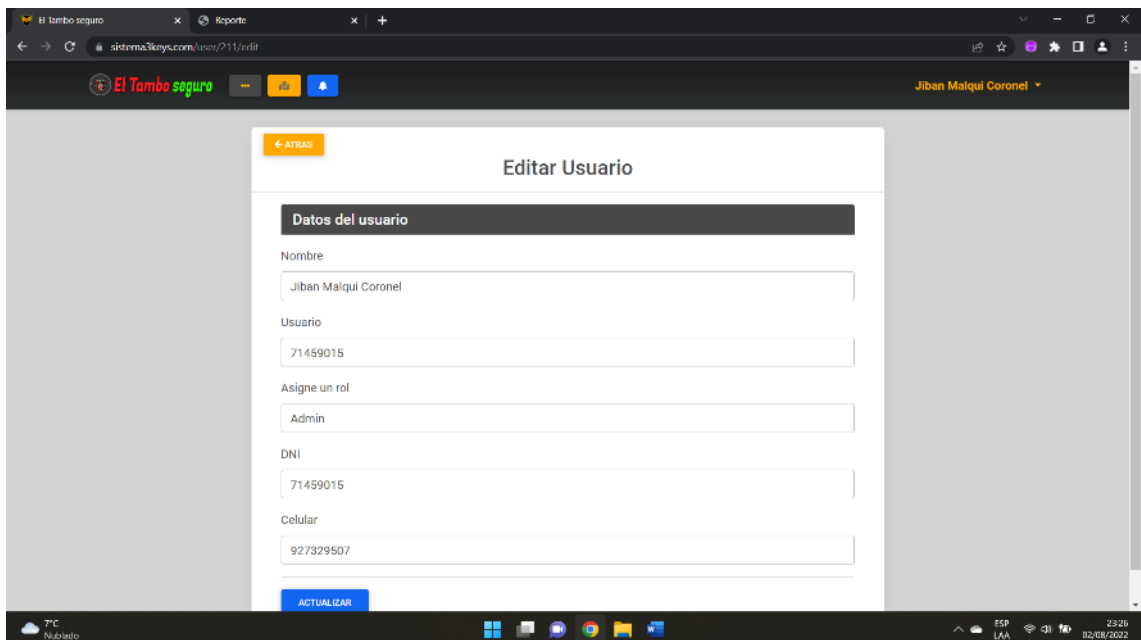 El Tambo seguro
Reporte
sistema3keys.com/user/211/edit
El Tambo seguro
Jiban Malqui Coronel
ATRAS
Editar Usuario
Datos del usuario
Nombre
Jiban Malqui Coronel
Usuario
71459015
Asigne un rol
Admin
DNI
71459015
Celular
927329507
ACTUALIZAR
7°C
Nublado
ESP
LAA
23:26
02/08/2022